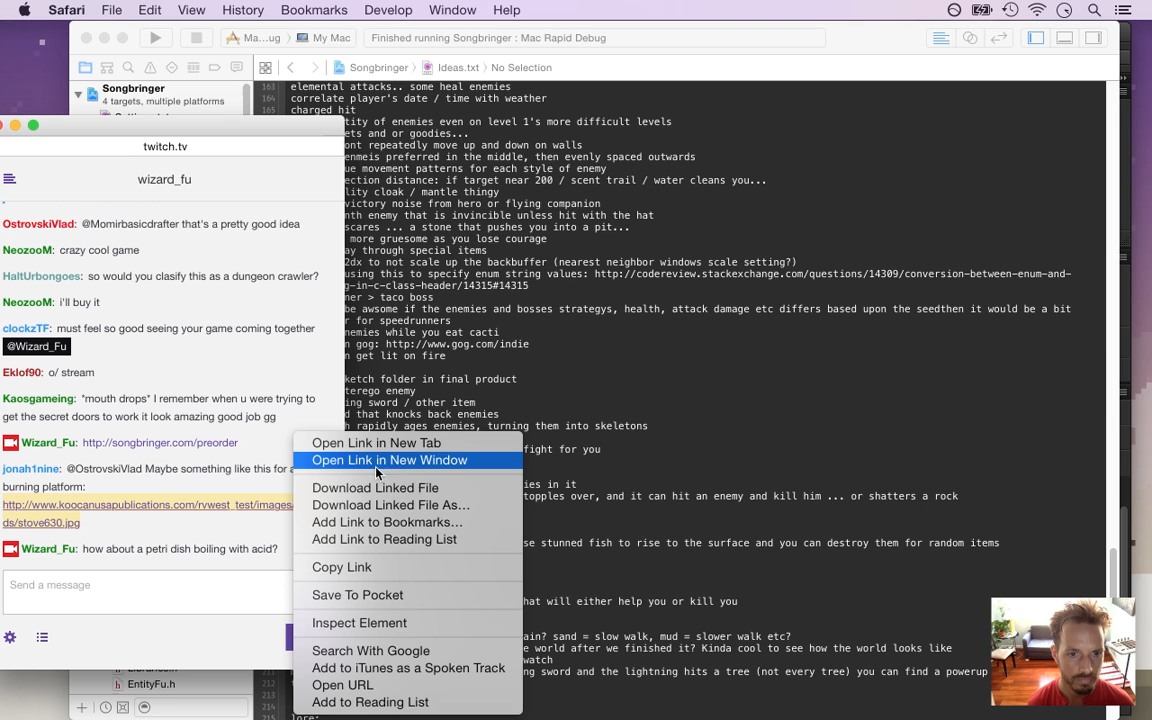 Safari File Edit View History Bookmarks Develop Window Help
Ma...ug My Mac Finished running Songbringer : Mac Rapid Debug
Songbringer Ideas.txt No Selection
Songbringer
4 targets, multiple platforms
163 elemental attacks.. some heal enemies
164 correlate player's date / time with weather
165 charged hit
tity of enemies even on level 1's more difficult levels
ets and or goodies...
ont repeatedly move up and down on walls
enmeis preferred in the middle, then evenly spaced outwards
ue movement patterns for each style of enemy
ection distance: if target near 200 / scent trail / water cleans you...
lity cloak / mantle thingy
victory noise from hero or flying companion
nth enemy that is invincible unless hit with the hat
scares ... a stone that pushes you into a pit...
more gruesome as you lose courage
ay through special items
2dx to not scale up the backbuffer (nearest neighbor windows scale setting?)
using this to specify enum string values: http://codereview.stackexchange.com/questions/14309/conversion-between-enum-and-
g-in-c-class-header/14315#14315
ner > taco boss
be awsome if the enemies and bosses strategys, health, attack damage etc differs based upon the seedthen it would be a bit
r for speedrunners
nemies while you eat cacti
n gog: http://www.gog.com/indie
n get lit on fire
ketch folder in final product
terego enemy
ing sword / other item
d that knocks back enemies
h rapidly ages enemies, turning them into skeletons
fight for you
ies in it
topples over, and it can hit an enemy and kill him ... or shatters a rock
se stunned fish to rise to the surface and you can destroy them for random items
hat will either help you or kill you
ain? sand = slow walk, mud = slower walk etc?
e world after we finished it? Kinda cool to see how the world looks like
watch
ng sword and the lightning hits a tree (not every tree) you can find a powerup
212
213
214
215 lore:
twitch.tv
wizard_fu
OstrovskiVlad: @Momirbasicdrafter that's a pretty good idea
NeozooM: crazy cool game
HaltUrbongoes: so would you clasify this as a dungeon crawler?
NeozooM: i'll buy it
clockzTF: must feel so good seeing your game coming together
@Wizard_Fu
Eklof90: o/ stream
Kaosgameing: *mouth drops* I remember when u were trying to
get the secret doors to work it look amazing good job gg
Wizard_Fu: http://songbringer.com/preorder
jonah1nine: @OstrovskiVlad Maybe something like this for a
burning platform:
http://www.koocanusapublications.com/rvwest_test/images/
ds/stove630.jpg
Wizard_Fu: how about a petri dish boiling with acid?
Send a message
Open Link in New Tab
Open Link in New Window
Download Linked File
Download Linked File As...
Add Link to Bookmarks...
Add Link to Reading List
Copy Link
Save To Pocket
Inspect Element
Search With Google
Add to iTunes as a Spoken Track
Open URL
Add to Reading List
EntityFu.h